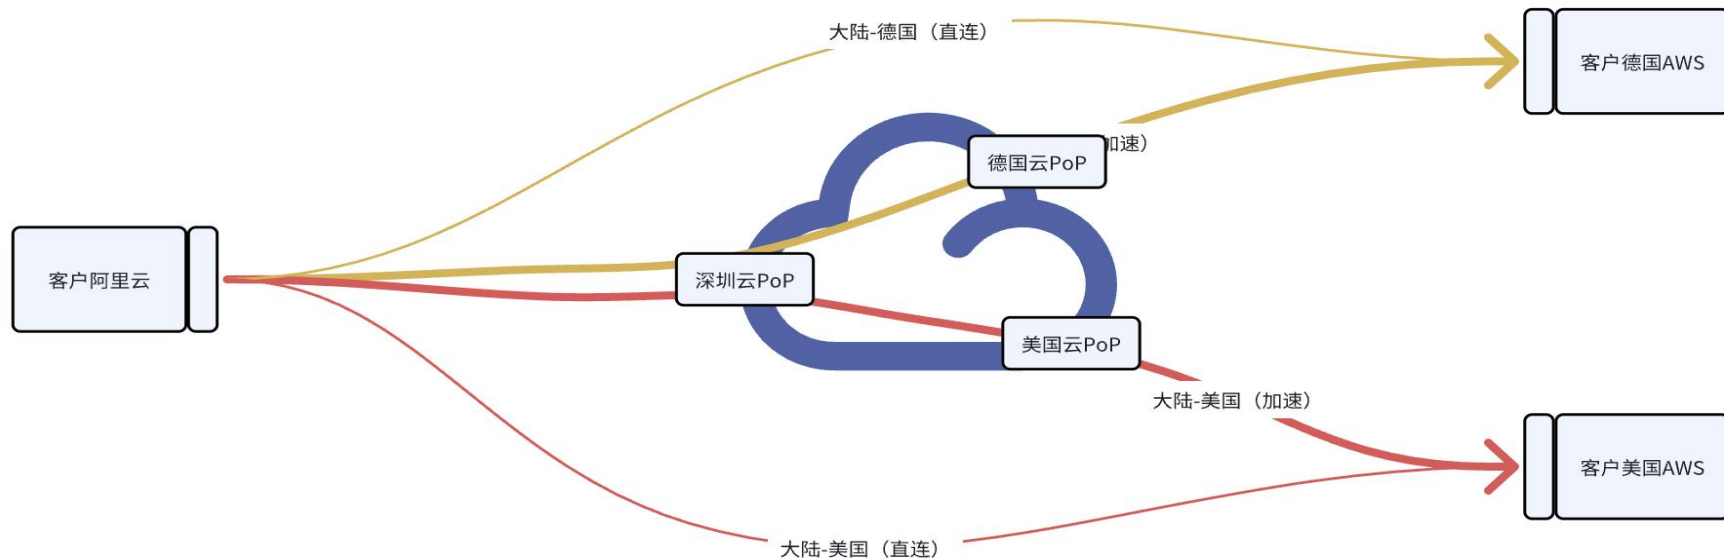 大陆-德国（直连）
客户德国AWS
加速）
德国云PoP
客户阿里云
深圳云PoP
美国云PoP
大陆-美国（加速）
客户美国AWS
大陆-美国（直连）